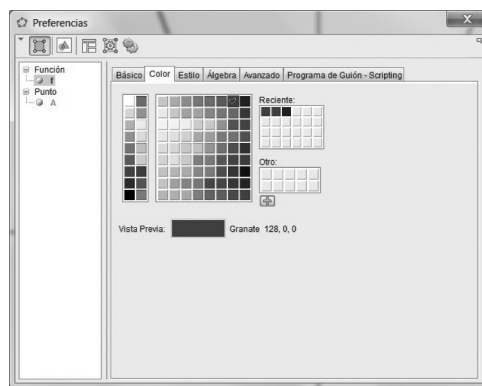 Preferencias
Función
f
Punto
A
Básico Color Estilo Álgebra Avanzado Programa de Guión - Scripting
Reciente:
Otro:
Vista Previa: Granate 128, 0, 0